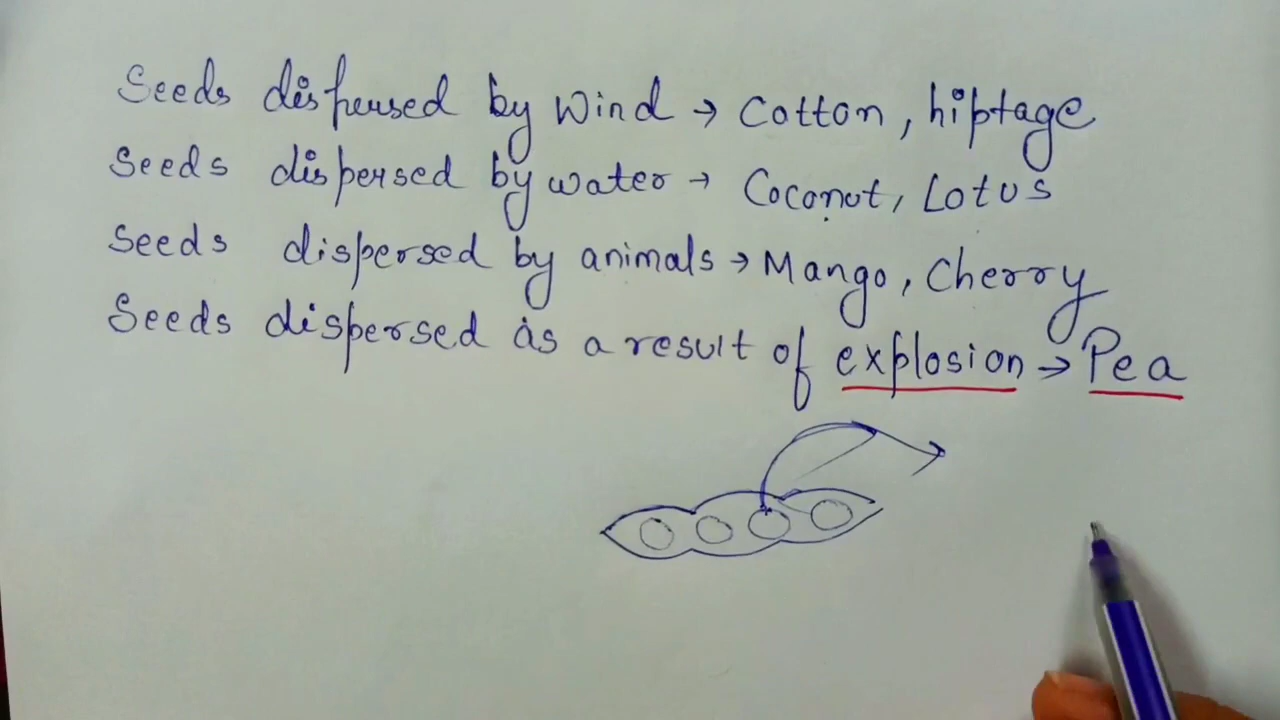 Seeds dispersed by Wind → Cotton, hiptage
Seeds dispersed by water → Coconut, Lotus
Seeds dispersed by animals → Mango, Cherry
Seeds dispersed as a result of explosion → Pea